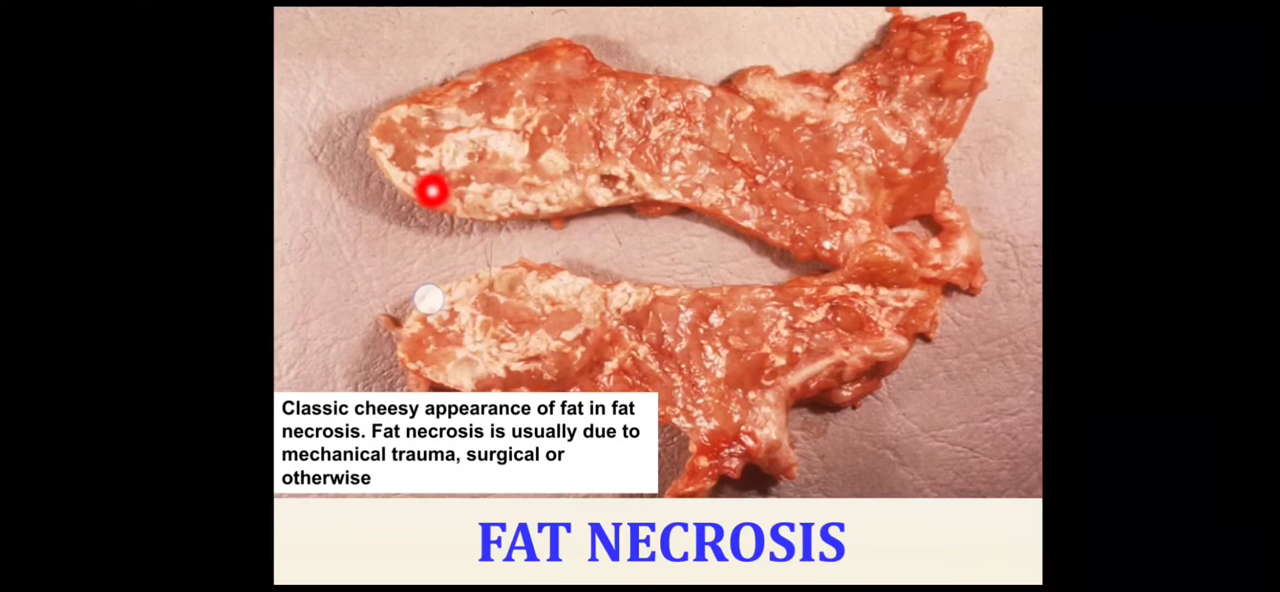 Classic cheesy appearance of fat in fat
necrosis. Fat necrosis is usually due to
mechanical trauma, surgical or
otherwise
FAT NECROSIS